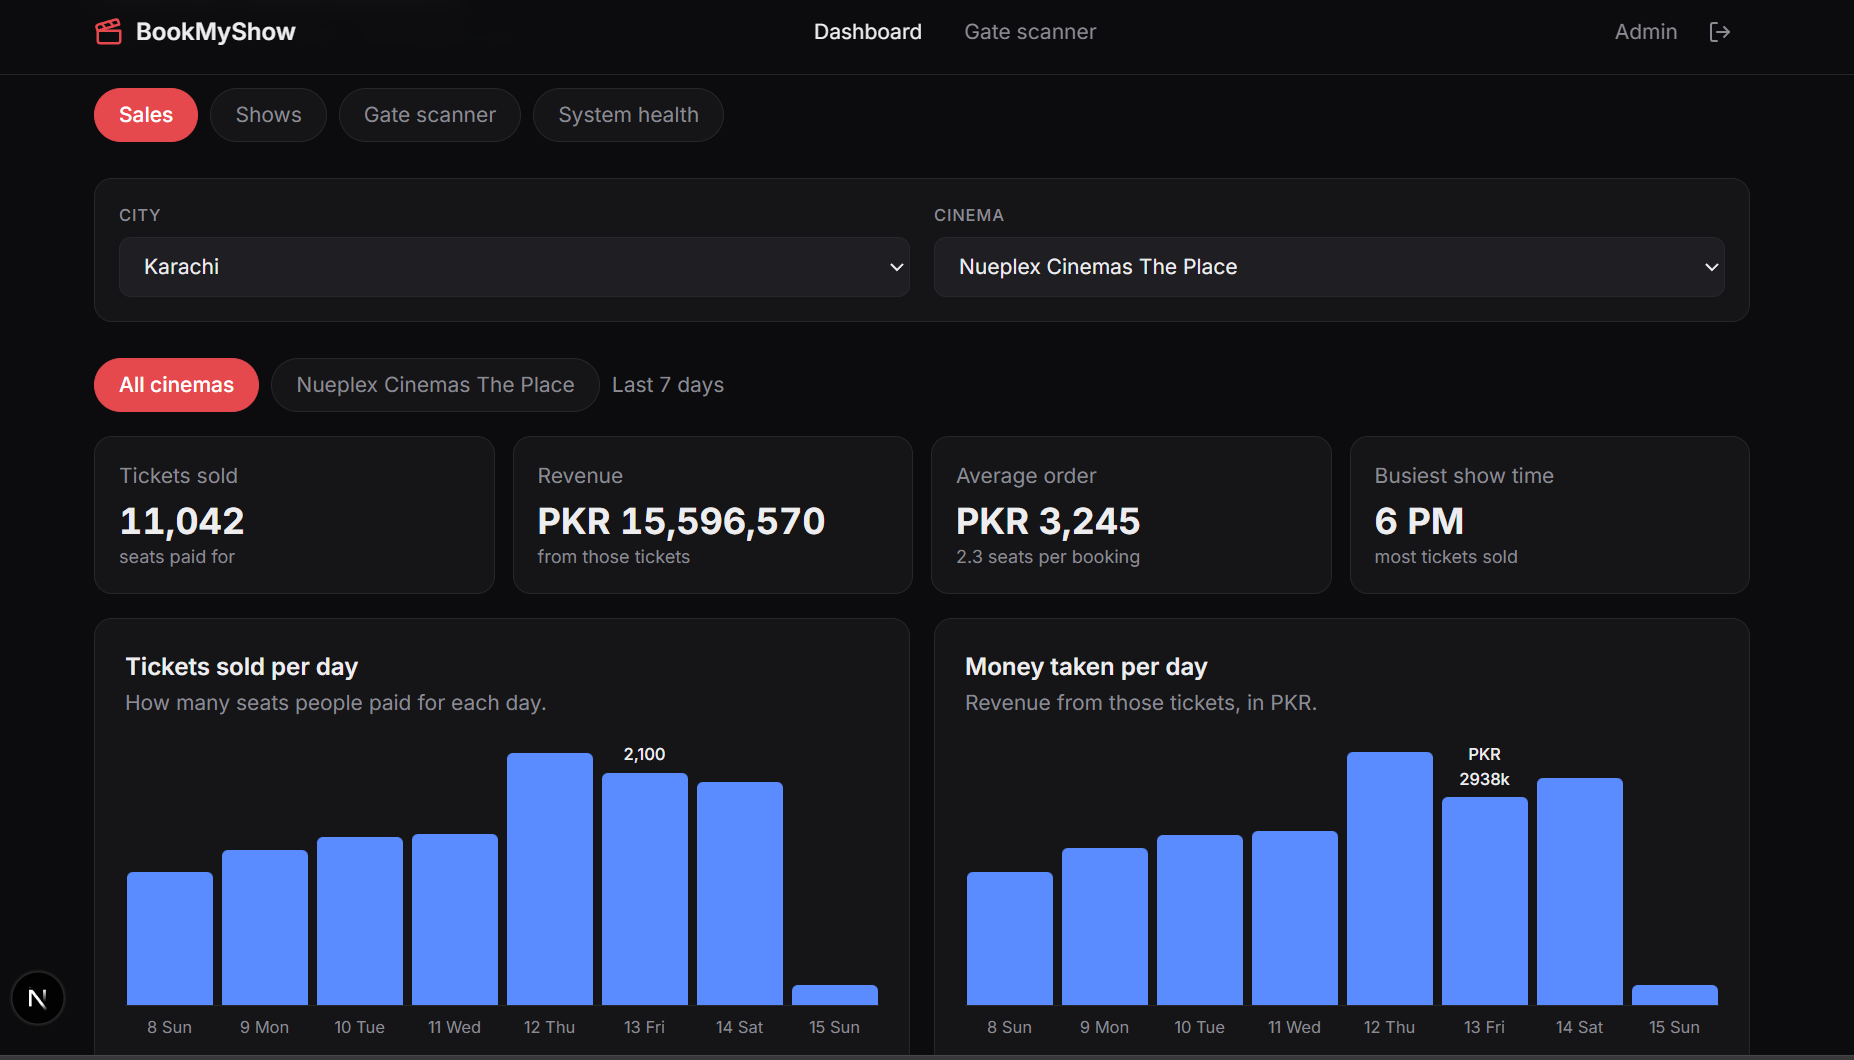 BookMyShow
Dashboard
Gate scanner
Admin
Sales
Shows
Gate scanner
System health
CITY
Karachi
CINEMA
Nueplex Cinemas The Place
All cinemas
Nueplex Cinemas The Place
Last 7 days
Tickets sold
11,042
seats paid for
Revenue
PKR 15,596,570
from those tickets
Average order
PKR 3,245
2.3 seats per booking
Busiest show time
6 PM
most tickets sold
Tickets sold per day
How many seats people paid for each day.
2,100
8 Sun
9 Mon
10 Tue
11 Wed
12 Thu
13 Fri
14 Sat
15 Sun
Money taken per day
Revenue from those tickets, in PKR.
PKR
2938k
8 Sun
9 Mon
10 Tue
11 Wed
12 Thu
13 Fri
14 Sat
15 Sun
N